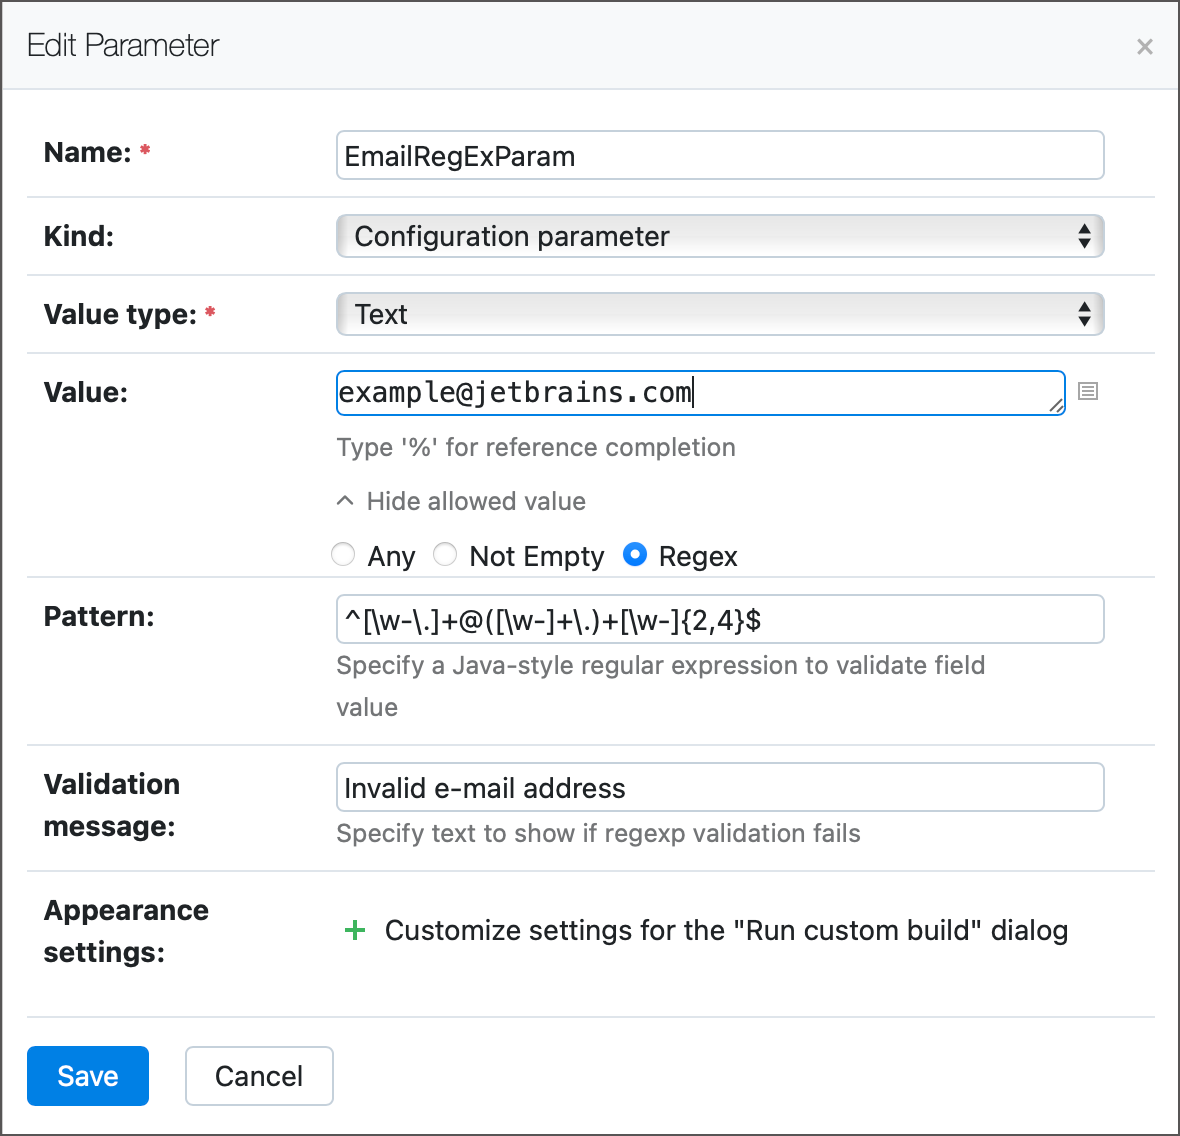 Edit Parameter
×
Name: *
EmailRegExParam
Kind:
Configuration parameter
Value type: *
Text
Value:
example@jetbrains.com
Type '%' for reference completion
Hide allowed value
Any Not Empty Regex
Pattern:
^[\w-\.]+@([\w-]+\.)+[\w-]{2,4}$
Specify a Java-style regular expression to validate field
value
Validation
message:
Invalid e-mail address
Specify text to show if regexp validation fails
Appearance
settings:
+ Customize settings for the "Run custom build" dialog
Save Cancel